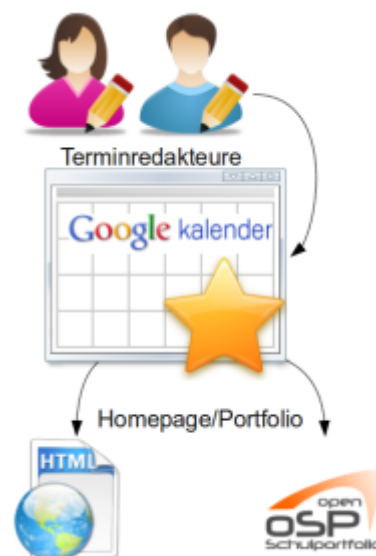 Terminredakteure
Google kalender
Homepage/Portfolio
HTML
open
oSP
Schulportfolio